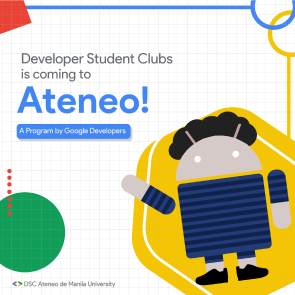 Developer Student Clubs
is coming to
Ateneo!
A Program by Google Developers
DSC Ateneo de Manila University